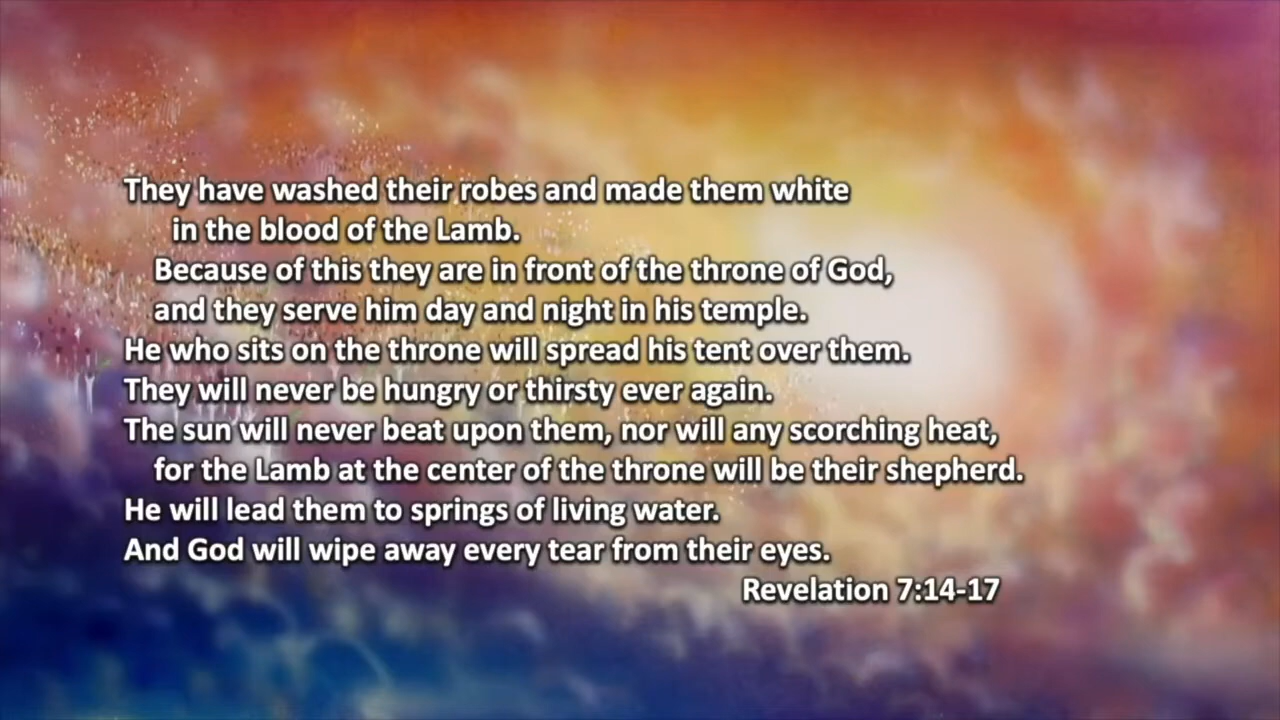 They have washed their robes and made them white
in the blood of the Lamb.
Because of this they are in front of the throne of God,
and they serve him day and night in his temple.
He who sits on the throne will spread his tent over them.
They will never be hungry or thirsty ever again.
The sun will never beat upon them, nor will any scorching heat,
for the Lamb at the center of the throne will be their shepherd.
He will lead them to springs of living water.
And God will wipe away every tear from their eyes.
Revelation 7:14-17